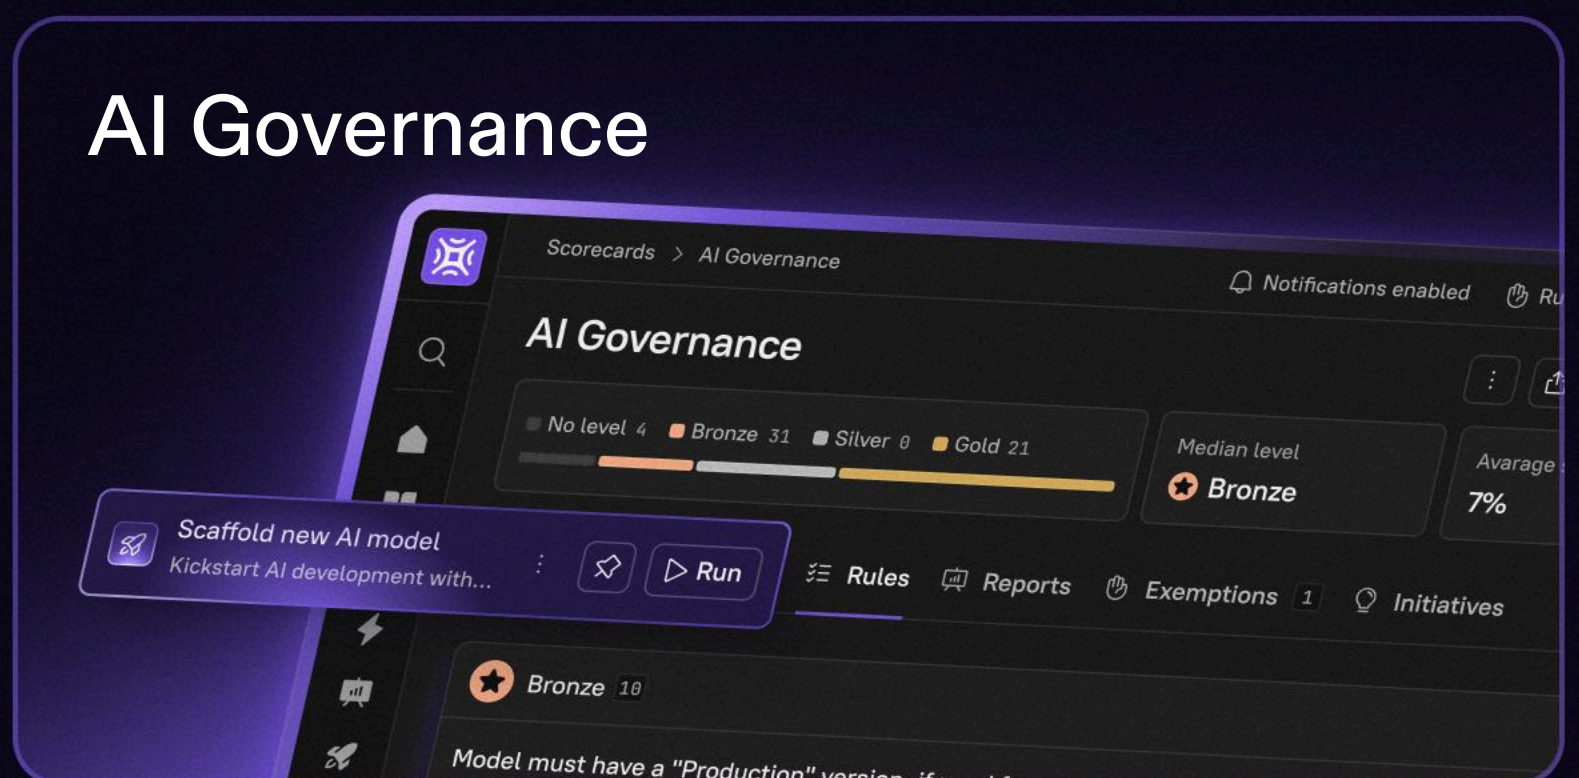 AI Governance
Scorecards > AI Governance
Notifications enabled
AI Governance
No level 4 Bronze 31 Silver 0 Gold 21
Median level
Bronze
Avarage
7%
Scaffold new AI model
Kickstart AI development with...
Run
Rules Reports Exemptions 1 Initiatives
Bronze 10
Model must have a "Production" version, if